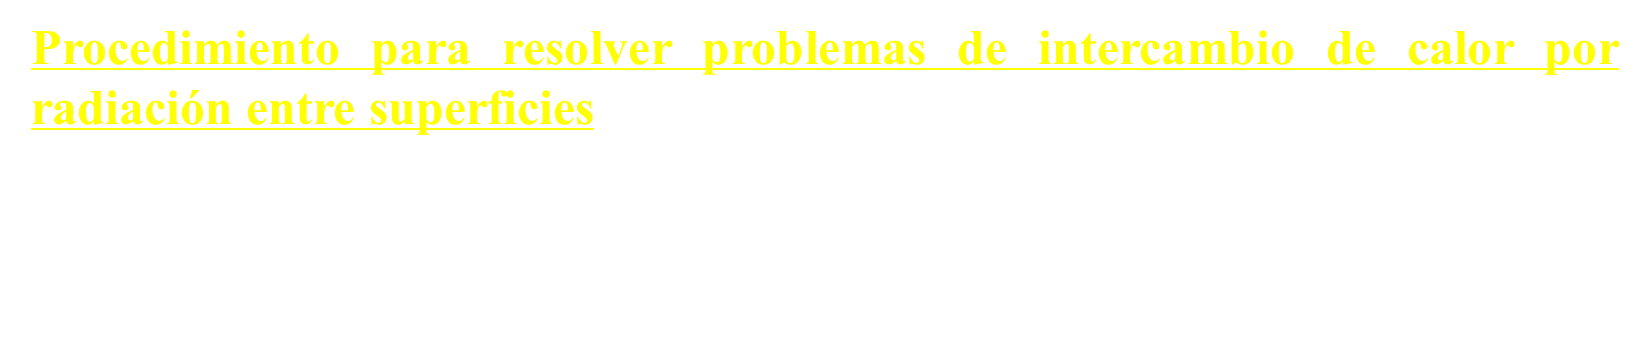 Procedimiento para resolver problemas de intercambio de calor por
radiación entre superficies